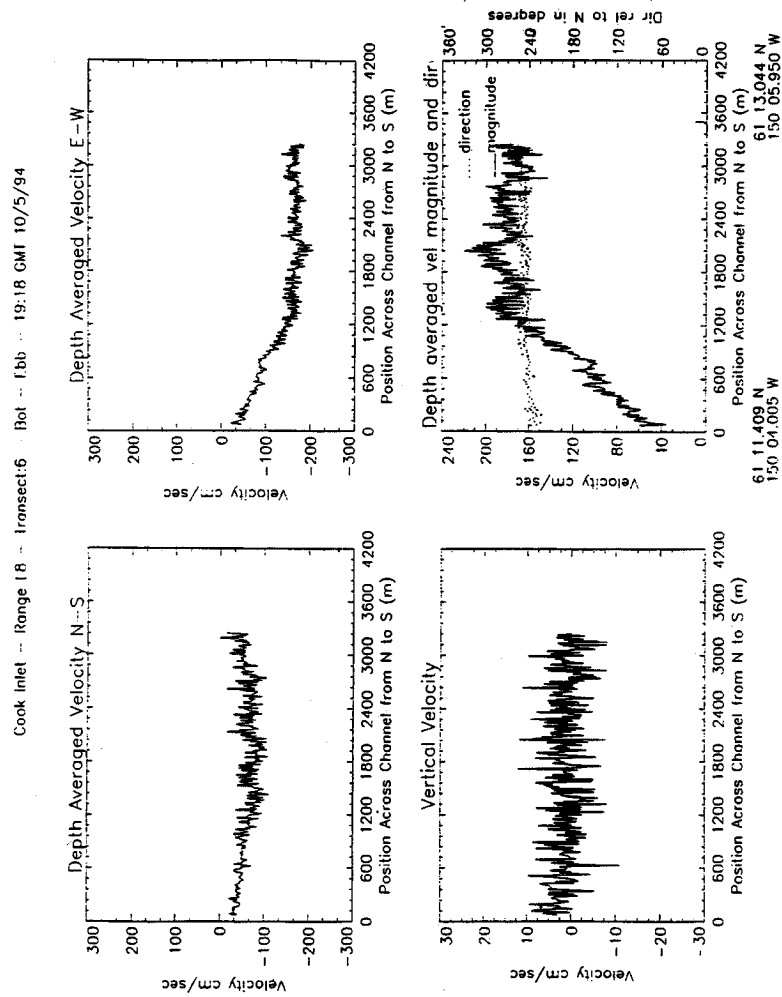 Cook Inlet -- Range 18 -- Transect:6 Bot -- Ebb -- 19:18 GMT 10/5/94
Depth Averaged Velocity N--S
300
200
100
0
-100
-200
-300
Velocity cm/sec
0 600 1200 1800 2400 3000 3600 4200
Position Across Channel from N to S (m)
Depth Averaged Velocity E-W
300
200
100
0
-100
-200
-300
Velocity cm/sec
0 600 1200 1800 2400 3000 3600 4200
Position Across Channel from N to S (m)
Vertical Velocity
30
20
10
0
-10
-20
-30
Velocity cm/sec
0 600 1200 1800 2400 3000 3600 4200
Position Across Channel from N to S (m)
Depth averaged vel magnitude and dir
240
200
160
120
80
40
0
Velocity cm/sec
direction
magnitude
360
300
240
180
120
60
0
Dir rel to N in degrees
0 600 1200 1800 2400 3000 3600 4200
Position Across Channel from N to S (m)
61 11.409 N
150 04.005 W
61 13.044 N
150 05.950 W